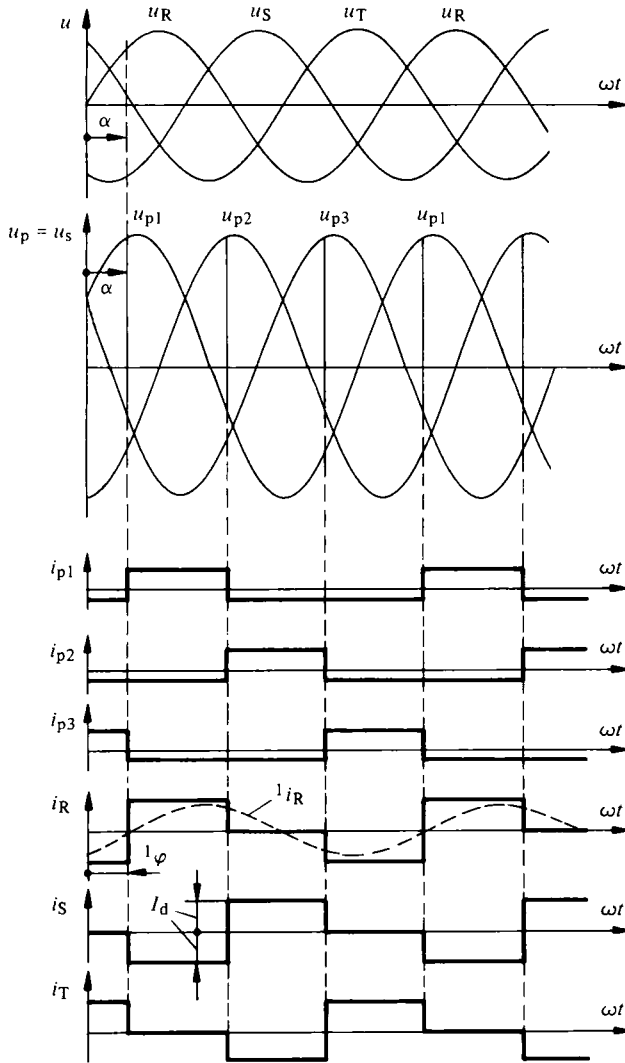 u
u_R
u_S
u_T
u_R
ωt
α
u_p = u_s
u_p1
u_p2
u_p3
u_p1
α
ωt
i_p1
ωt
i_p2
ωt
i_p3
ωt
i_R
¹i_R
ωt
¹φ
i_S
I_d
ωt
i_T
ωt